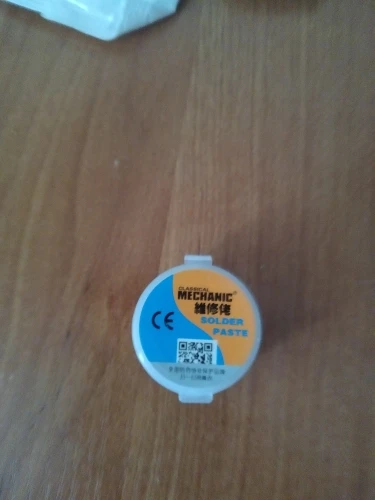 CLASSICAL
MECHANIC®
維修佬
CE
SOLDER
PASTE